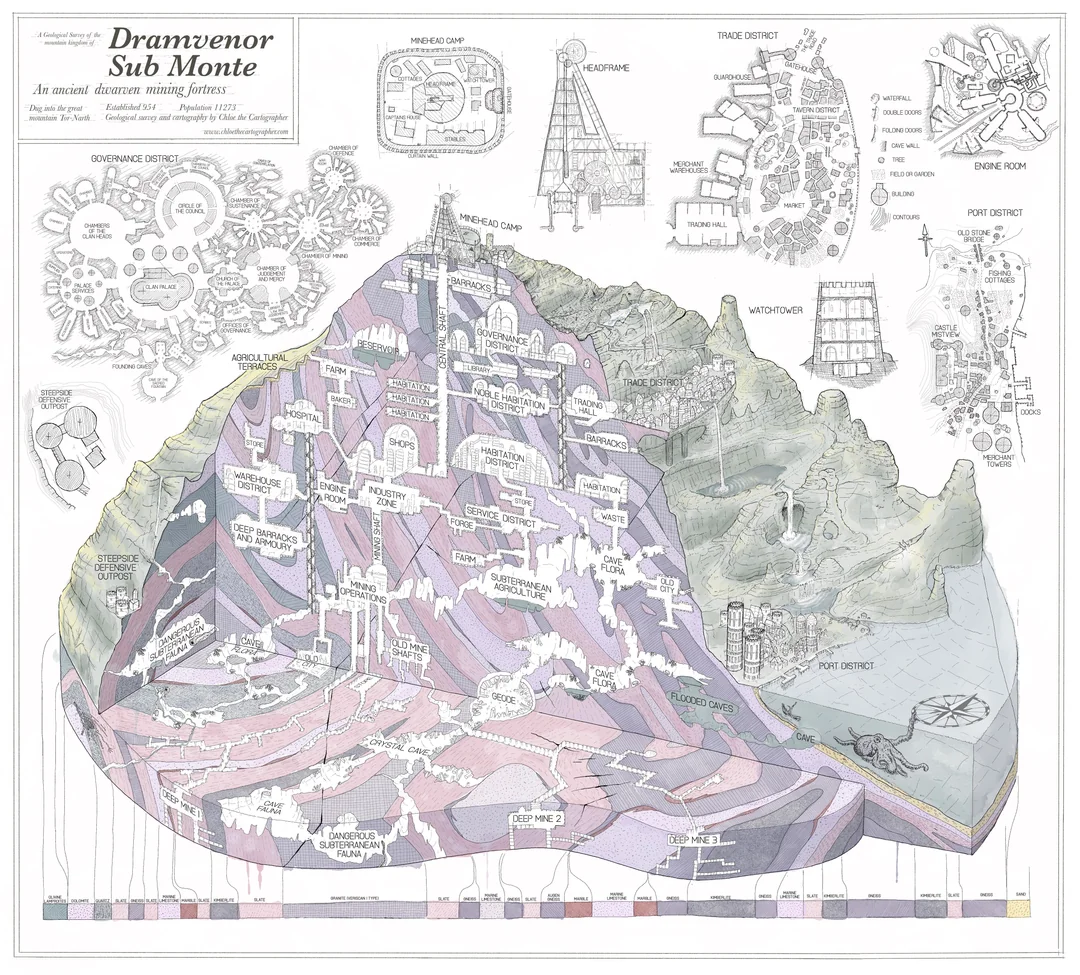 A Geological Survey of the
mountain kingdom of
Dramvenor
Sub Monte
An ancient dwarven mining fortress
Dug into the great
mountain Tor-Narth
Established 954
Population 11273
Geological survey and cartography by Chloe the Cartographer
www.chloethecartographer.com
MINEHEAD CAMP
COTTAGES
HEADFRAME
WATCHTOWER
GATEHOUSE
CAPTAINS HOUSE
STABLES
CURTAIN WALL
HEADFRAME
TRADE DISTRICT
GATEHOUSE
GUARDHOUSE
TAVERN DISTRICT
MERCHANT
WAREHOUSES
MARKET
TRADING HALL
WATERFALL
DOUBLE DOORS
FOLDING DOORS
CAVE WALL
TREE
FIELD OR GARDEN
BUILDING
CONTOURS
ENGINE ROOM
PORT DISTRICT
OLD STONE
BRIDGE
FISHING
COTTAGES
CASTLE
MISTVIEW
DOCKS
MERCHANT
TOWERS
WATCHTOWER
GOVERNANCE DISTRICT
CHAMBER OF
DEFENCE
CIRCLE OF
THE COUNCIL
CHAMBER OF
SUSTENANCE
CHAMBERS
OF THE
CLAN HEADS
CHAMBER OF
COMMERCE
CHAMBER OF MINING
CHAMBER OF
JUDGEMENT
AND MERCY
CHURCH OF
THE PALACE
PALACE
SERVICES
CLAN PALACE
OFFICES OF
GOVERNANCE
FOUNDING CAVES
STEEPSIDE
DEFENSIVE
OUTPOST
MINEHEAD CAMP
BARRACKS
CENTRAL SHAFT
RESERVOIR
GOVERNANCE
DISTRICT
AGRICULTURAL
TERRACES
FARM
LIBRARY
HABITATION
HABITATION
HABITATION
BAKER
NOBLE HABITATION
DISTRICT
TRADING
HALL
TRADE DISTRICT
HOSPITAL
STORE
SHOPS
BARRACKS
HABITATION
DISTRICT
WAREHOUSE
DISTRICT
ENGINE
ROOM
INDUSTRY
ZONE
HABITATION
STORE
WASTE
SERVICE DISTRICT
FORGE
DEEP BARRACKS
AND ARMOURY
MINING SHAFT
FARM
CAVE
FLORA
STEEPSIDE
DEFENSIVE
OUTPOST
MINING
OPERATIONS
SUBTERRANEAN
AGRICULTURE
OLD
CITY
DANGEROUS
SUBTERRANEAN
FAUNA
CAVE
FLORA
OLD
CITY
OLD MINE
SHAFTS
PORT DISTRICT
CAVE
FLORA
GEODE
FLOODED CAVES
CRYSTAL CAVE
CAVE
DEEP MINE 1
CAVE
FAUNA
DANGEROUS
SUBTERRANEAN
FAUNA
DEEP MINE 2
DEEP MINE 3
OLIVINE
LAMPROITES
DOLOMITE
QUARTZ
SLATE
GNEISS
SLATE
MARINE
LIMESTONE
MARBLE
SLATE
KIMBERLITE
SLATE
GRANITE (VERISCAN I TYPE)
SLATE
GNEISS
MARINE
LIMESTONE
GNEISS
SLATE
AUGEN
GNEISS
MARBLE
MARINE
LIMESTONE
MARBLE
GNEISS
KIMBERLITE
GNEISS
MARINE
LIMESTONE
SLATE
KIMBERLITE
GNEISS
KIMBERLITE
SLATE
GNEISS
SAND